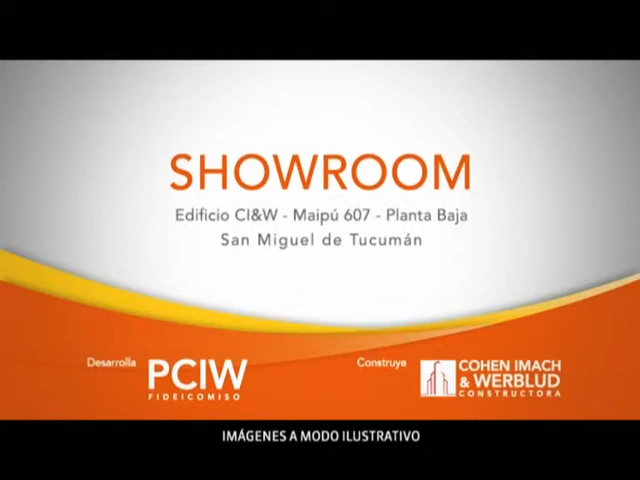 SHOWROOM
Edificio CI&W - Maipú 607 - Planta Baja
San Miguel de Tucumán
Desarrolla
PCIW
FIDEICOMISO
Construye
COHEN IMACH
& WERBLUD
CONSTRUCTORA
IMÁGENES A MODO ILUSTRATIVO